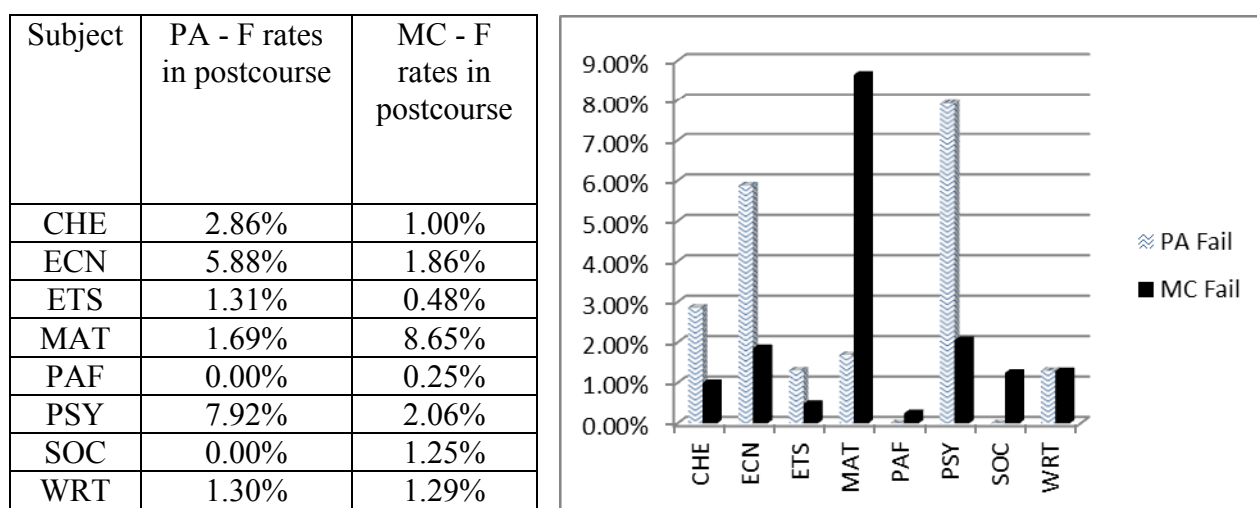 Subject PA - F rates in postcourse MC - F rates in postcourse
CHE 2.86% 1.00%
ECN 5.88% 1.86%
ETS 1.31% 0.48%
MAT 1.69% 8.65%
PAF 0.00% 0.25%
PSY 7.92% 2.06%
SOC 0.00% 1.25%
WRT 1.30% 1.29%
9.00%
8.00%
7.00%
6.00%
5.00%
4.00%
3.00%
2.00%
1.00%
0.00%
CHE ECN ETS MAT PAF PSY SOC WRT
PA Fail
MC Fail